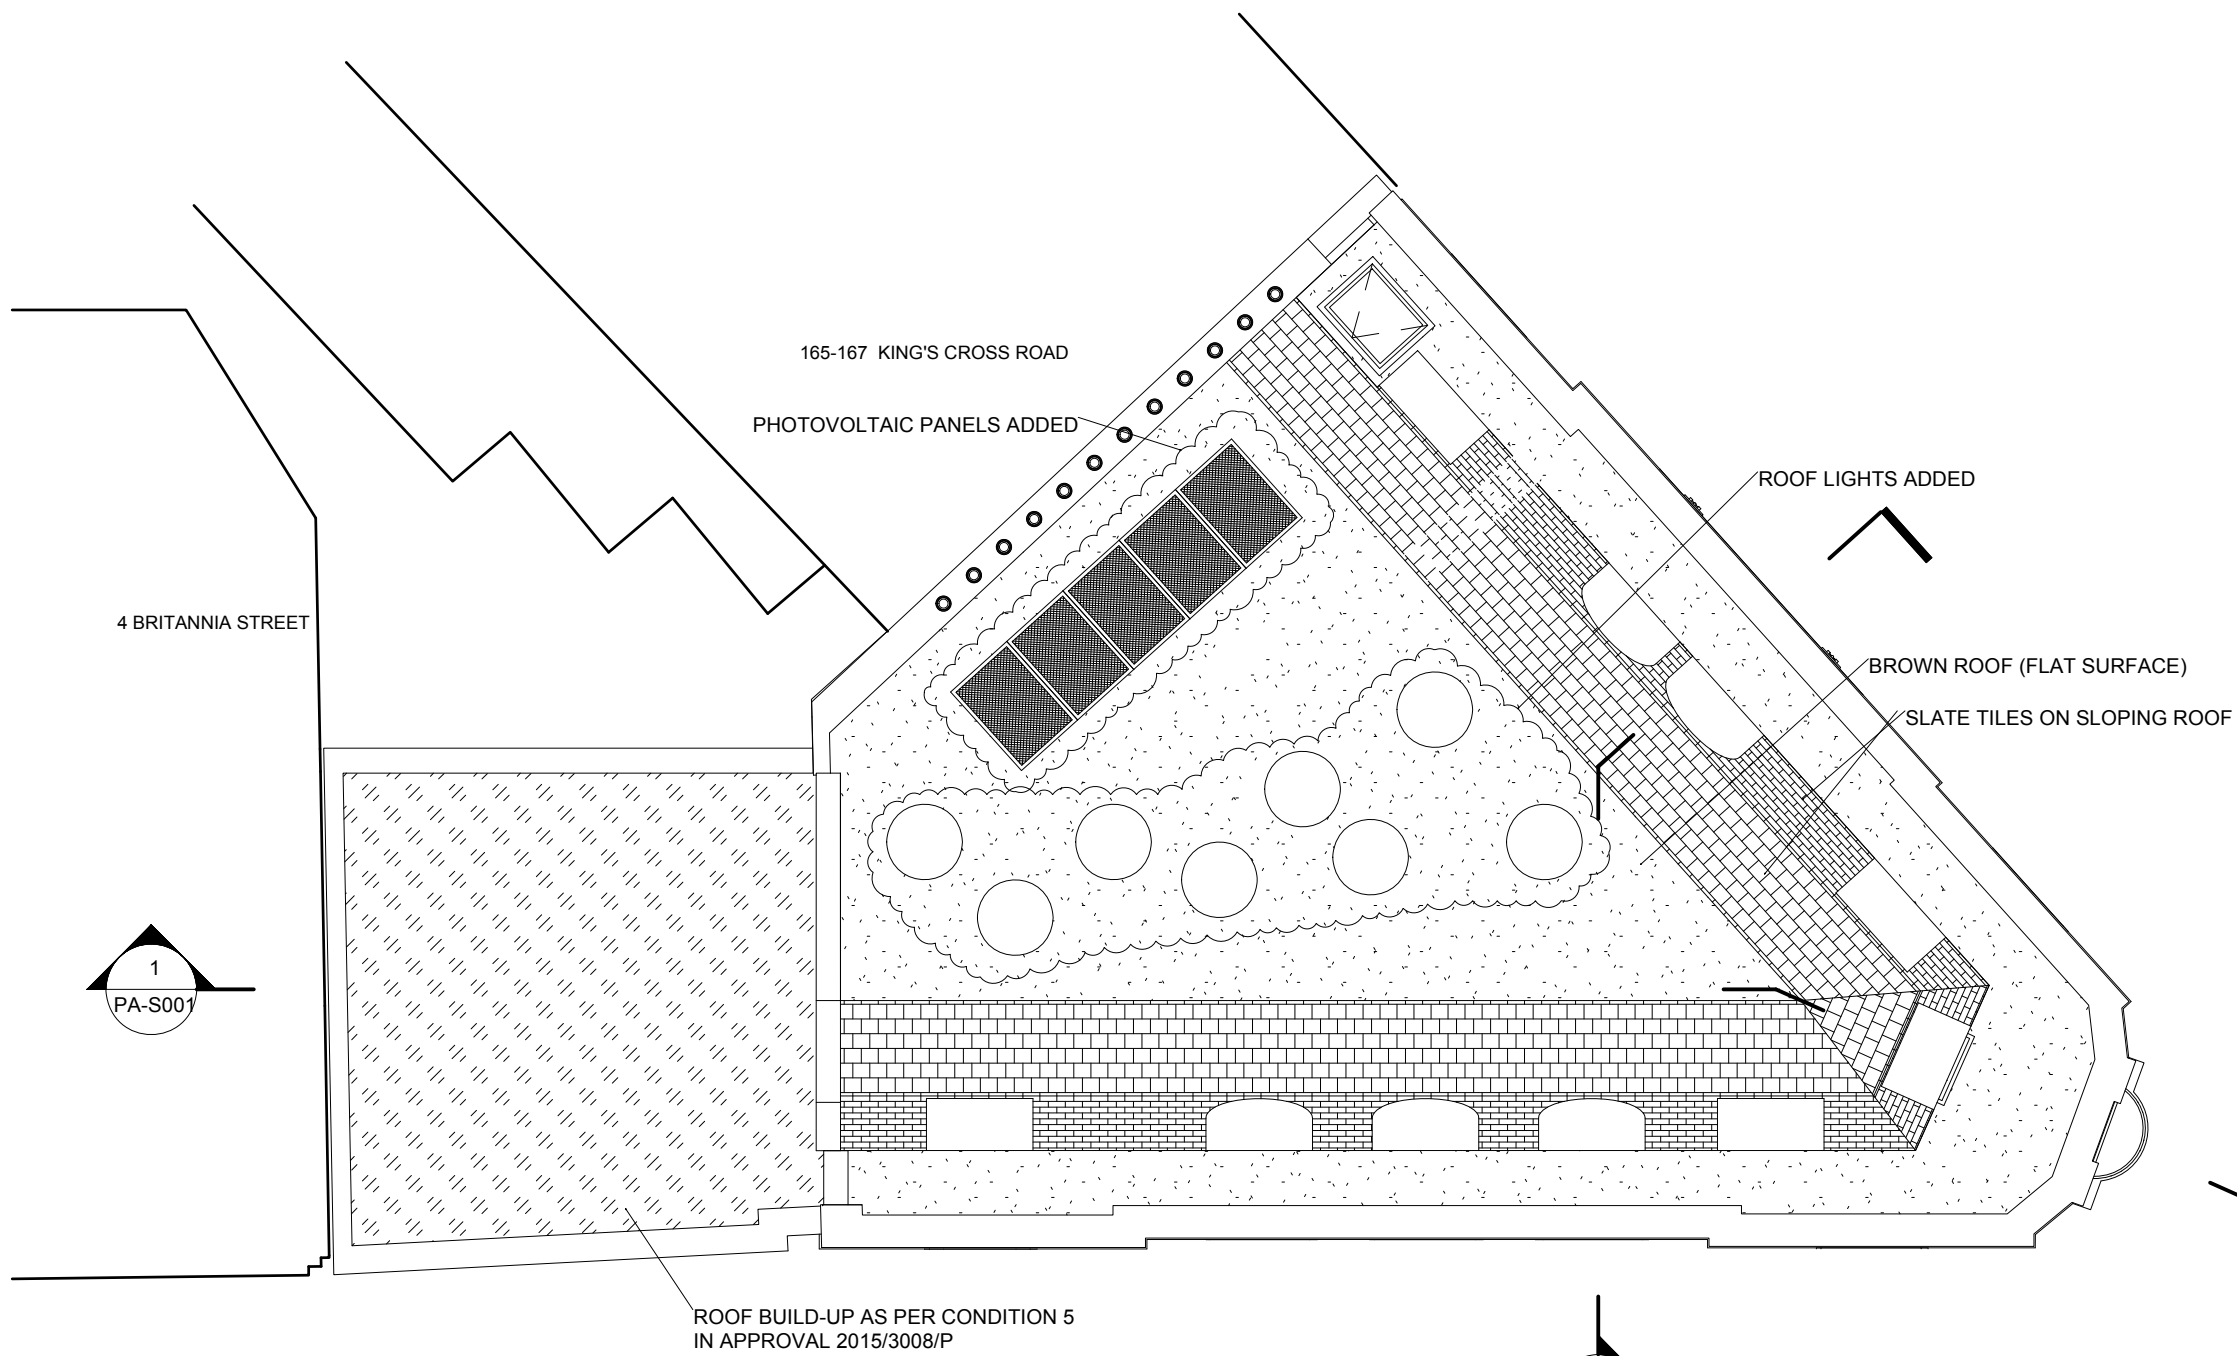 165-167 KING'S CROSS ROAD
PHOTOVOLTAIC PANELS ADDED
ROOF LIGHTS ADDED
4 BRITANNIA STREET
BROWN ROOF (FLAT SURFACE)
SLATE TILES ON SLOPING ROOF
1
PA-S001
ROOF BUILD-UP AS PER CONDITION 5
IN APPROVAL 2015/3008/P